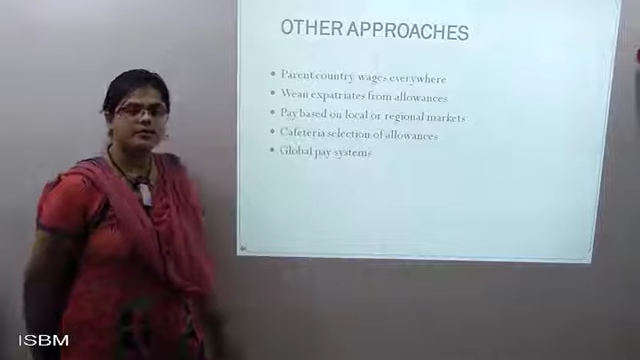 OTHER APPROACHES
• Parent country wages everywhere
• Wean expatriates from allowances
• Pay based on local or regional markets
• Cafeteria selection of allowances
• Global pay systems
ISBM